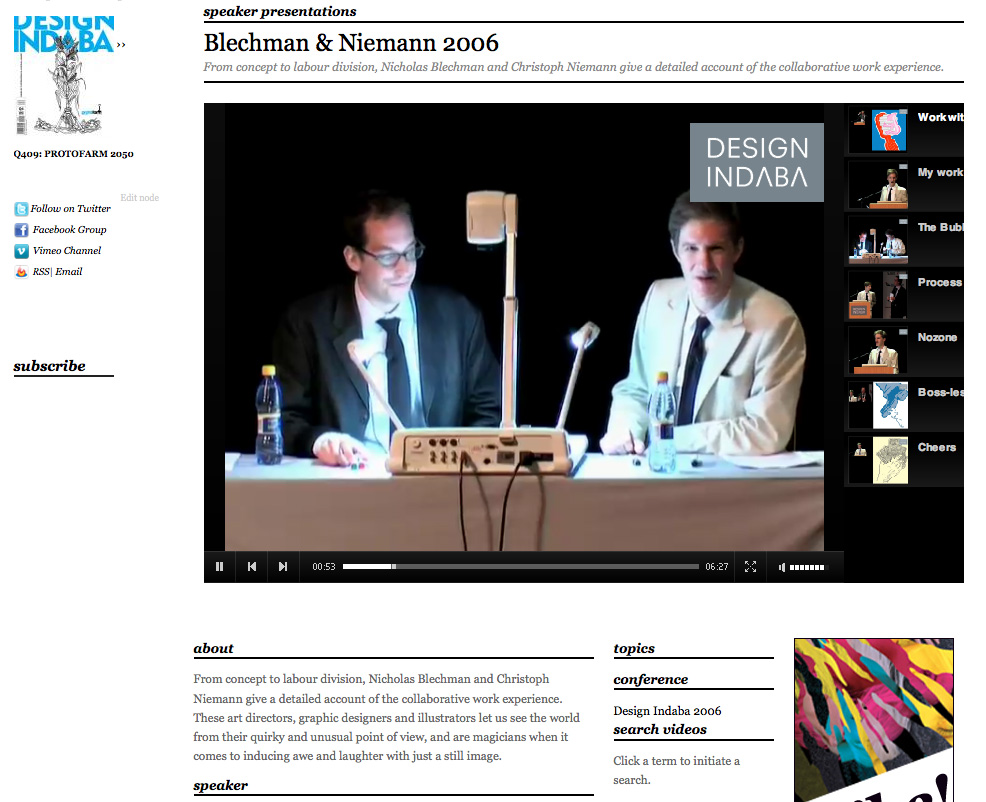 DESIGN
INDABA ››
Q409: PROTOFARM 2050
Edit node
Follow on Twitter
Facebook Group
Vimeo Channel
RSS| Email
subscribe
speaker presentations
Blechman & Niemann 2006
From concept to labour division, Nicholas Blechman and Christoph Niemann give a detailed account of the collaborative work experience.
DESIGN
INDABA
Work wit
My work
The Bubl
Process
Nozone
Boss-les
Cheers
00:53
06:27
about
From concept to labour division, Nicholas Blechman and Christoph
Niemann give a detailed account of the collaborative work experience.
These art directors, graphic designers and illustrators let us see the world
from their quirky and unusual point of view, and are magicians when it
comes to inducing awe and laughter with just a still image.
speaker
topics
conference
Design Indaba 2006
search videos
Click a term to initiate a
search.